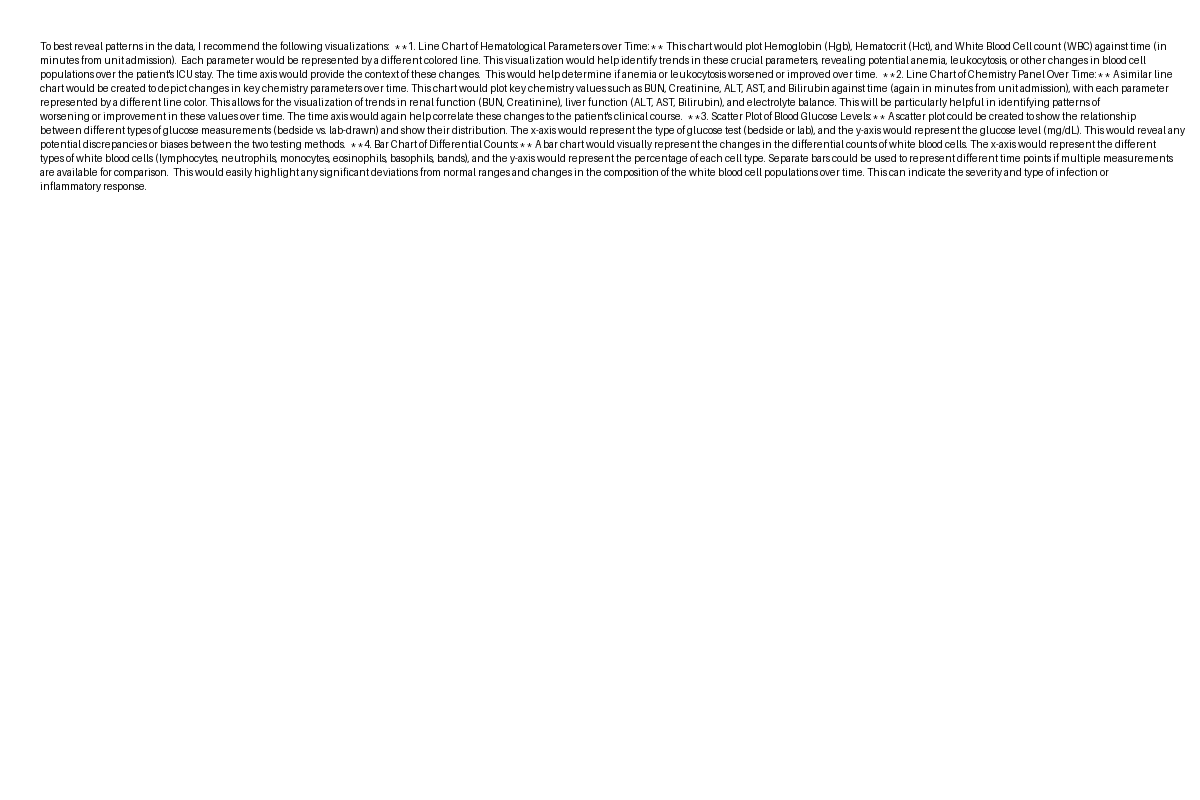 To best reveal patterns in the data, I recommend the following visualizations:  **1. Line Chart of Hematological Parameters over Time:** This chart would plot Hemoglobin (Hgb), Hematocrit (Hct), and White Blood Cell count (WBC) against time (in
minutes from unit admission).  Each parameter would be represented by a different colored line. This visualization would help identify trends in these crucial parameters, revealing potential anemia, leukocytosis, or other changes in blood cell
populations over the patient's ICU stay. The time axis would provide the context of these changes.  This would help determine if anemia or leukocytosis worsened or improved over time.  **2. Line Chart of Chemistry Panel Over Time:** A similar line
chart would be created to depict changes in key chemistry parameters over time. This chart would plot key chemistry values such as BUN, Creatinine, ALT, AST, and Bilirubin against time (again in minutes from unit admission), with each parameter
represented by a different line color. This allows for the visualization of trends in renal function (BUN, Creatinine), liver function (ALT, AST, Bilirubin), and electrolyte balance. This will be particularly helpful in identifying patterns of
worsening or improvement in these values over time. The time axis would again help correlate these changes to the patient's clinical course.  **3. Scatter Plot of Blood Glucose Levels:** A scatter plot could be created to show the relationship
between different types of glucose measurements (bedside vs. lab-drawn) and show their distribution. The x-axis would represent the type of glucose test (bedside or lab), and the y-axis would represent the glucose level (mg/dL). This would reveal any
potential discrepancies or biases between the two testing methods.  **4. Bar Chart of Differential Counts:** A bar chart would visually represent the changes in the differential counts of white blood cells. The x-axis would represent the different
types of white blood cells (lymphocytes, neutrophils, monocytes, eosinophils, basophils, bands), and the y-axis would represent the percentage of each cell type. Separate bars could be used to represent different time points if multiple measurements
are available for comparison.  This would easily highlight any significant deviations from normal ranges and changes in the composition of the white blood cell populations over time. This can indicate the severity and type of infection or
inflammatory response.